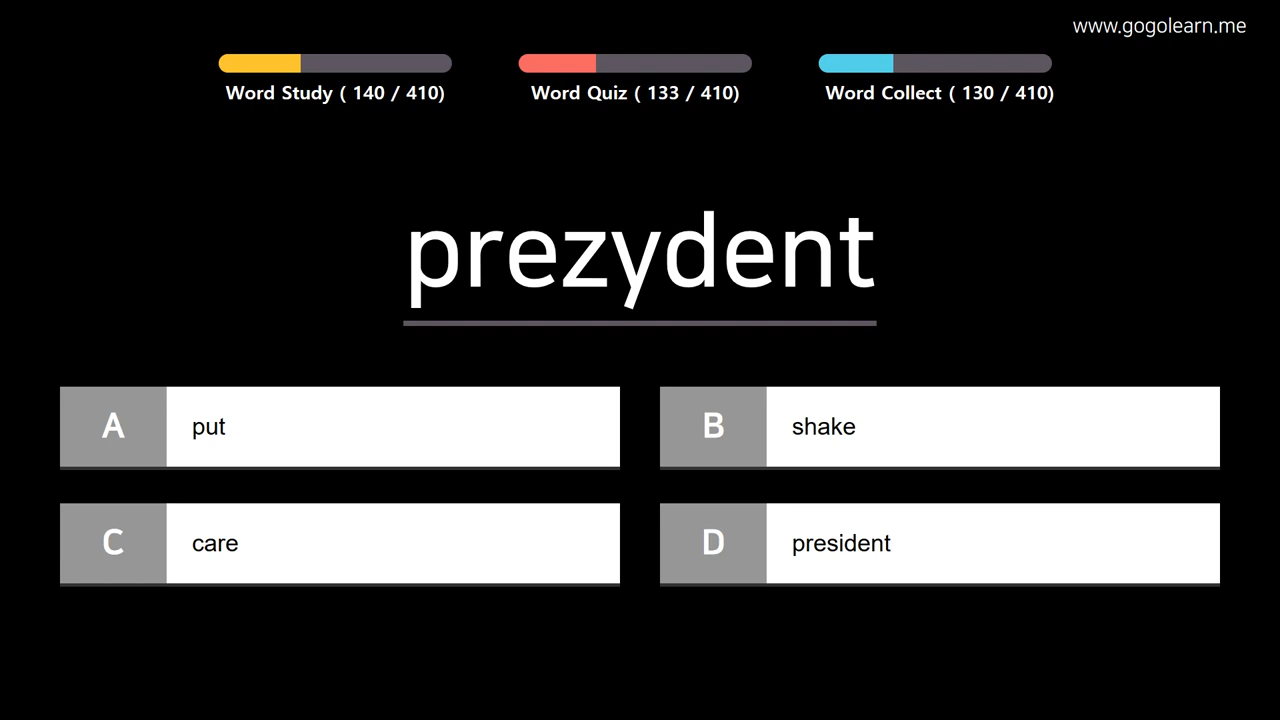 www.gogolearn.me
Word Study ( 140 / 410)
Word Quiz ( 133 / 410)
Word Collect ( 130 / 410)
prezydent
A put
B shake
C care
D president